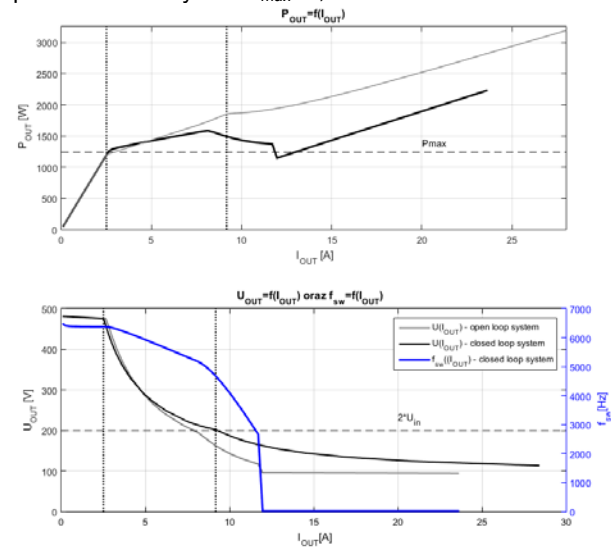 P_OUT=f(I_OUT)
3000
2500
2000
1500
1000
500
0
P_OUT [W]
Pmax
0 5 10 15 20 25
I_OUT [A]
U_OUT=f(I_OUT) oraz f_sw=f(I_OUT)
500
400
300
200
100
0
U_OUT [V]
U(I_OUT) - open loop system
U(I_OUT) - closed loop system
f_sw((I_OUT) - closed loop system
2*U_in
7000
6000
5000
4000
3000
2000
1000
0
f_sw[Hz]
0 5 10 15 20 25 30
I_OUT[A]